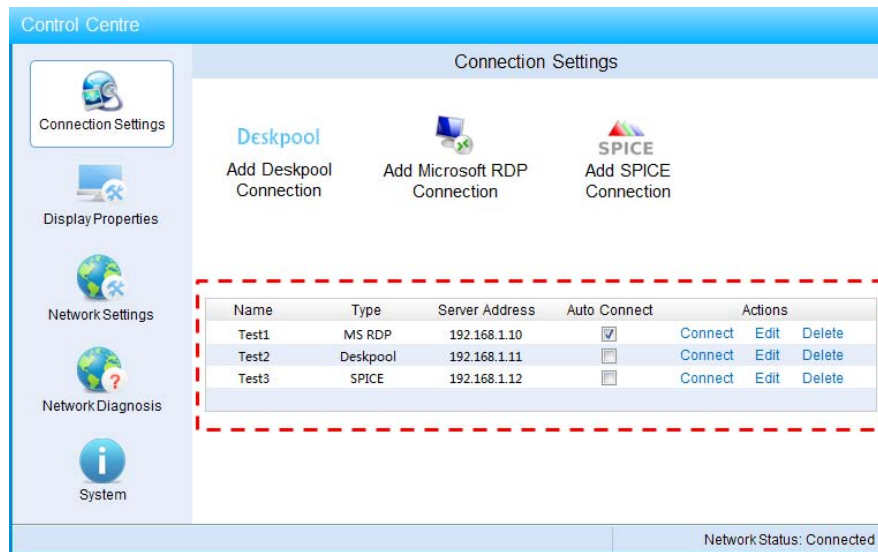 Control Centre
Connection Settings
Connection Settings
Display Properties
Network Settings
Network Diagnosis
System
Deskpool
Add Deskpool
Connection
Add Microsoft RDP
Connection
SPICE
Add SPICE
Connection
Name Type Server Address Auto Connect Actions
Test1 MS RDP 192.168.1.10 Connect Edit Delete
Test2 Deskpool 192.168.1.11 Connect Edit Delete
Test3 SPICE 192.168.1.12 Connect Edit Delete
Network Status: Connected